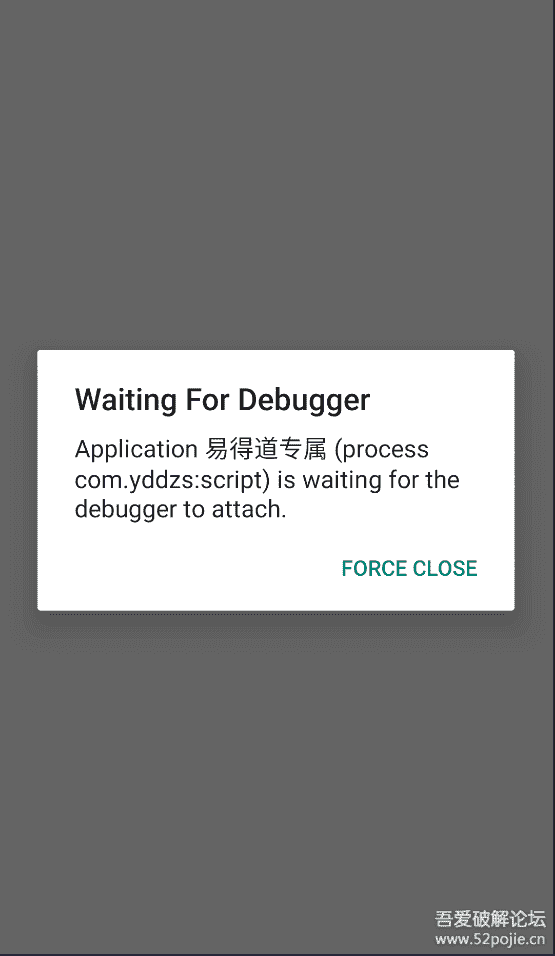 Waiting For Debugger
Application 易得道专属 (process
com.yddzs:script) is waiting for the
debugger to attach.
FORCE CLOSE
吾爱破解论坛
www.52pojie.cn